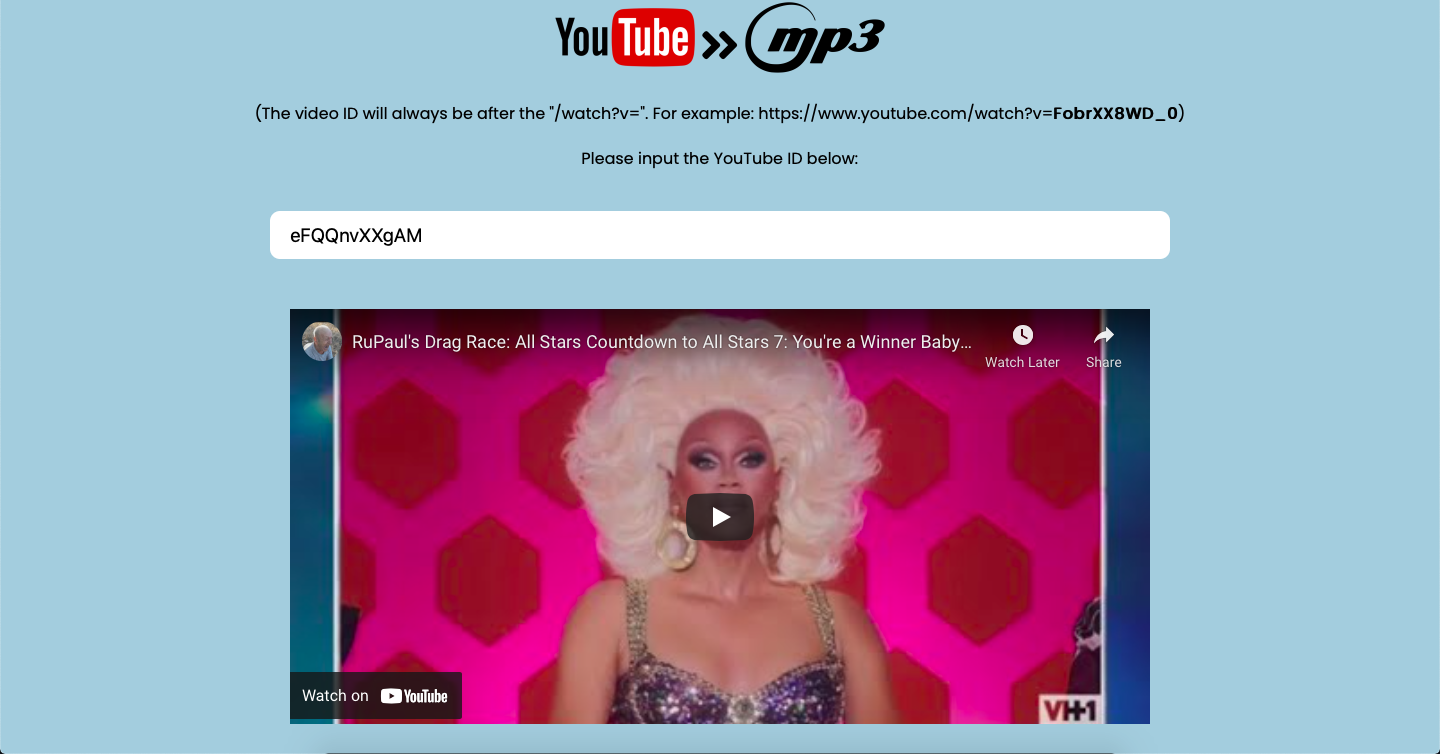 YouTube » mp3
(The video ID will always be after the "/watch?v=". For example: https://www.youtube.com/watch?v=FobrXX8WD_0)
Please input the YouTube ID below:
eFQQnvXXgAM
RuPaul's Drag Race: All Stars Countdown to All Stars 7: You're a Winner Baby…
Watch Later
Share
Watch on YouTube
VH1